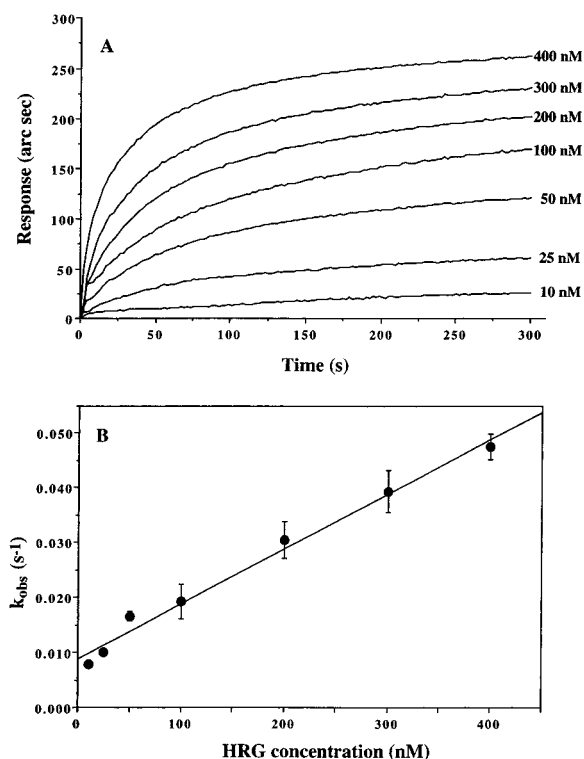 A
Response (arc sec)
300
250
200
150
100
50
0
400 nM
300 nM
200 nM
100 nM
50 nM
25 nM
10 nM
0
50
100
150
200
250
300
Time (s)
B
kobs (s-1)
0.050
0.040
0.030
0.020
0.010
0.000
0
100
200
300
400
HRG concentration (nM)